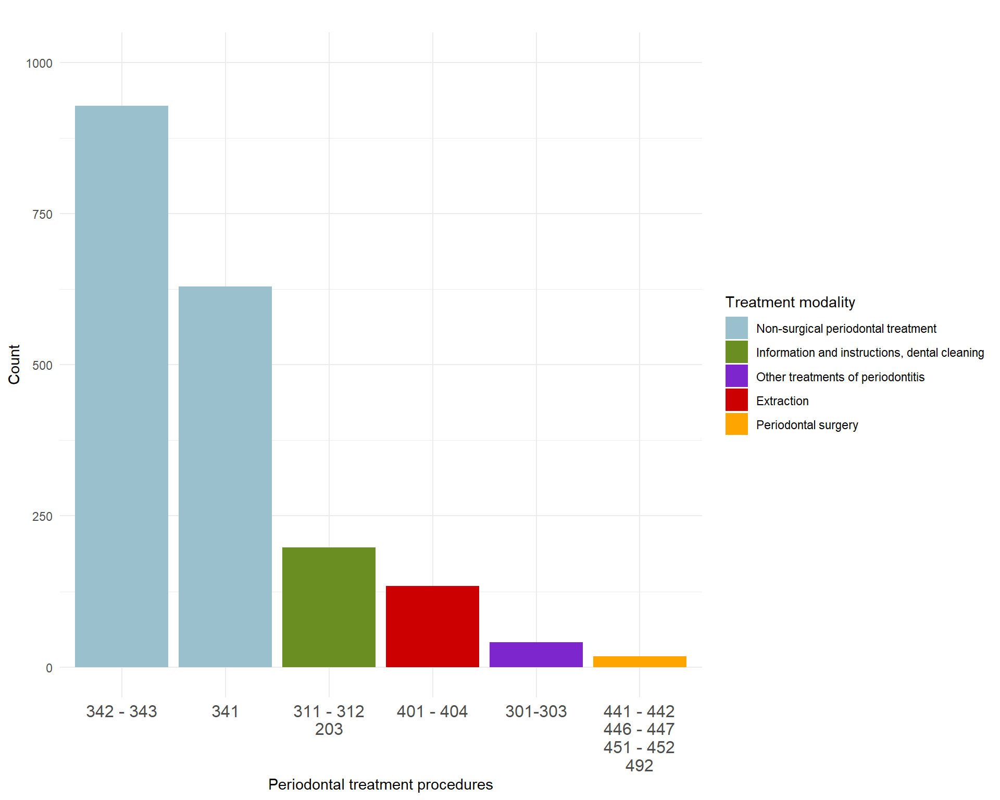 1000
750
500
250
0
Count
342 - 343
341
311 - 312
203
401 - 404
301-303
441 - 442
446 - 447
451 - 452
492
Periodontal treatment procedures
Treatment modality
Non-surgical periodontal treatment
Information and instructions, dental cleaning
Other treatments of periodontitis
Extraction
Periodontal surgery